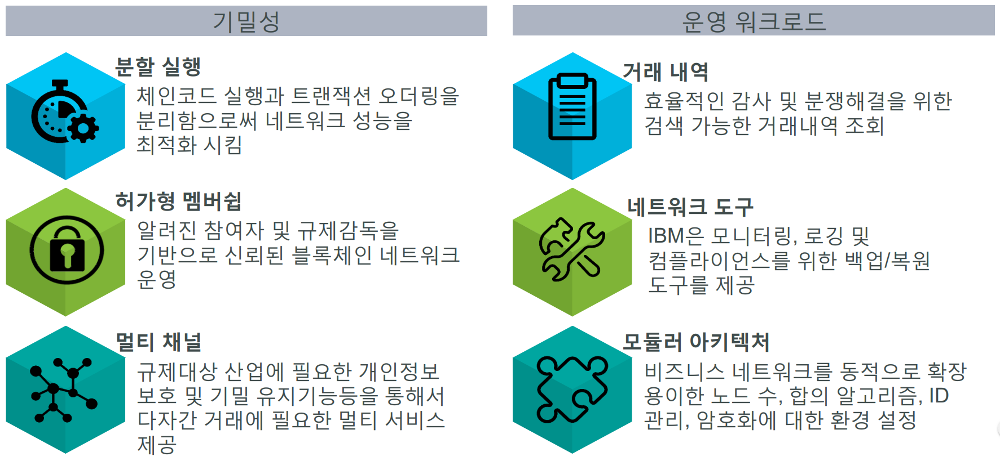 기밀성
분할 실행
체인코드 실행과 트랜잭션 오더링을
분리함으로써 네트워크 성능을
최적화 시킴
허가형 멤버쉽
알려진 참여자 및 규제감독을
기반으로 신뢰된 블록체인 네트워크
운영
멀티 채널
규제대상 산업에 필요한 개인정보
보호 및 기밀 유지기능등을 통해서
다자간 거래에 필요한 멀티 서비스
제공
운영 워크로드
거래 내역
효율적인 감사 및 분쟁해결을 위한
검색 가능한 거래내역 조회
네트워크 도구
IBM은 모니터링, 로깅 및
컴플라이언스를 위한 백업/복원
도구를 제공
모듈러 아키텍처
비즈니스 네트워크를 동적으로 확장
용이한 노드 수, 합의 알고리즘, ID
관리, 암호화에 대한 환경 설정